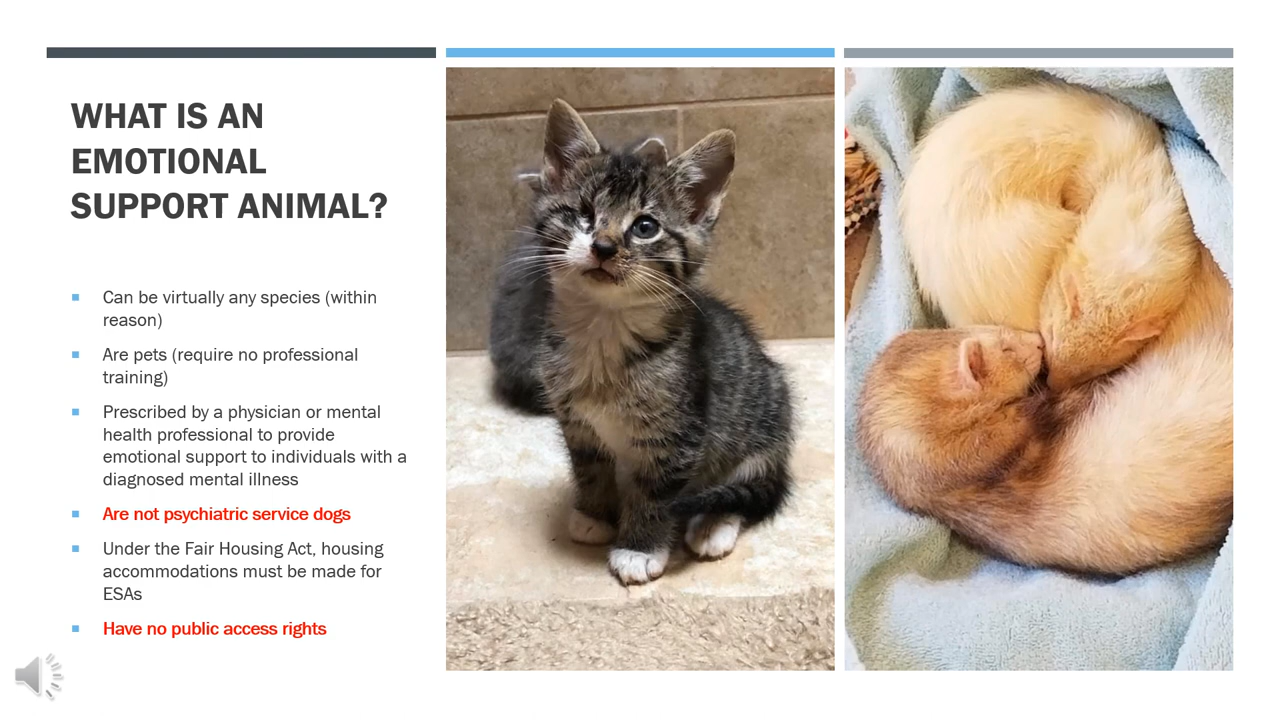 WHAT IS AN
EMOTIONAL
SUPPORT ANIMAL?
Can be virtually any species (within
reason)
Are pets (require no professional
training)
Prescribed by a physician or mental
health professional to provide
emotional support to individuals with a
diagnosed mental illness
Are not psychiatric service dogs
Under the Fair Housing Act, housing
accommodations must be made for
ESAs
Have no public access rights